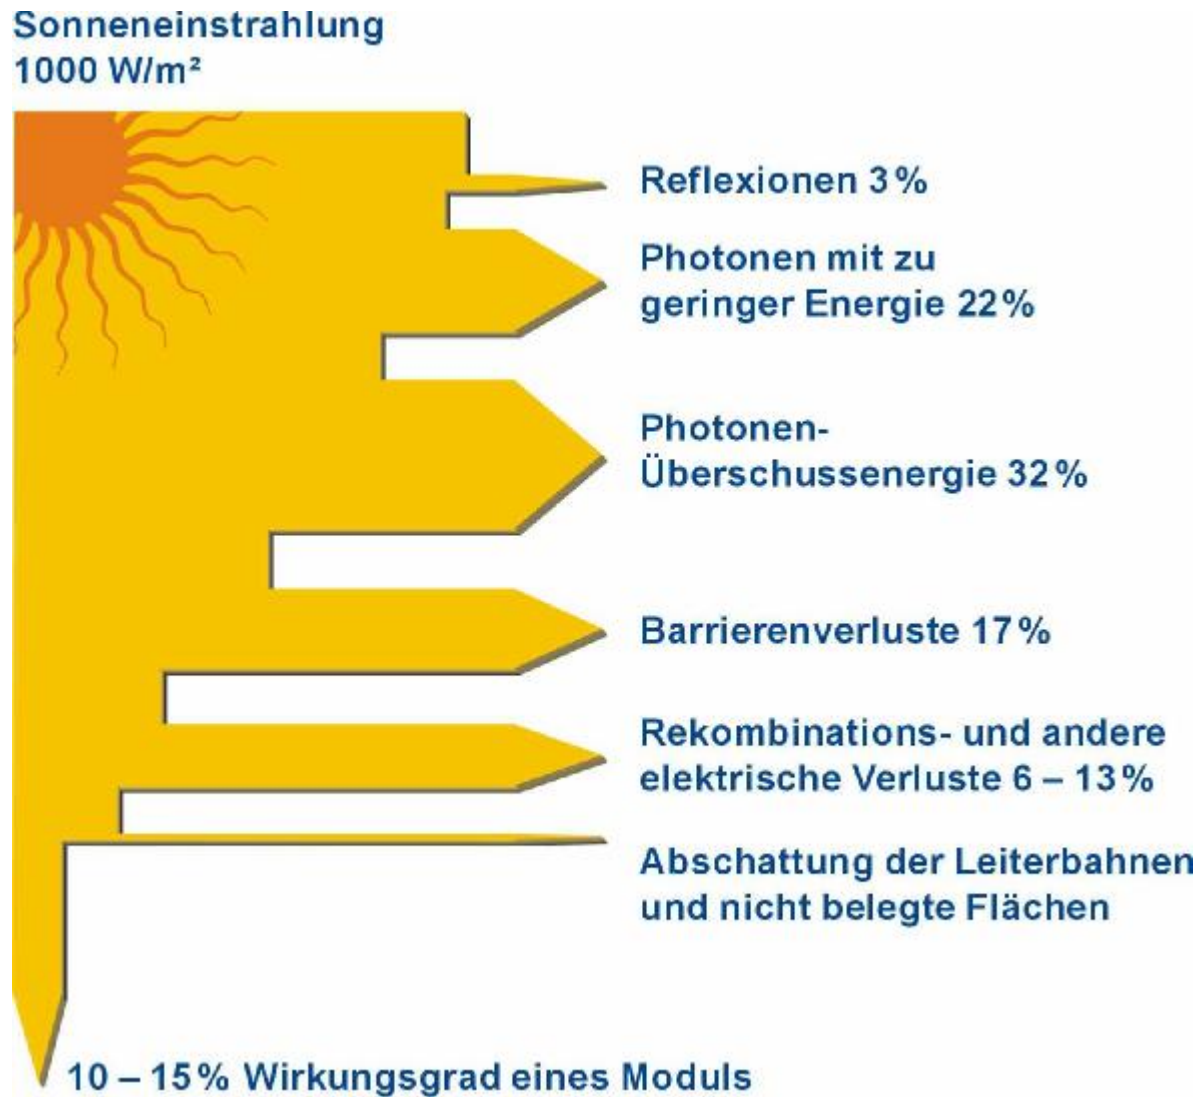 Sonneneinstrahlung
1000 W/m²
Reflexionen 3%
Photonen mit zu
geringer Energie 22%
Photonen-
Überschussenergie 32%
Barrierenverluste 17%
Rekombinations- und andere
elektrische Verluste 6 – 13%
Abschattung der Leiterbahnen
und nicht belegte Flächen
10 – 15% Wirkungsgrad eines Moduls